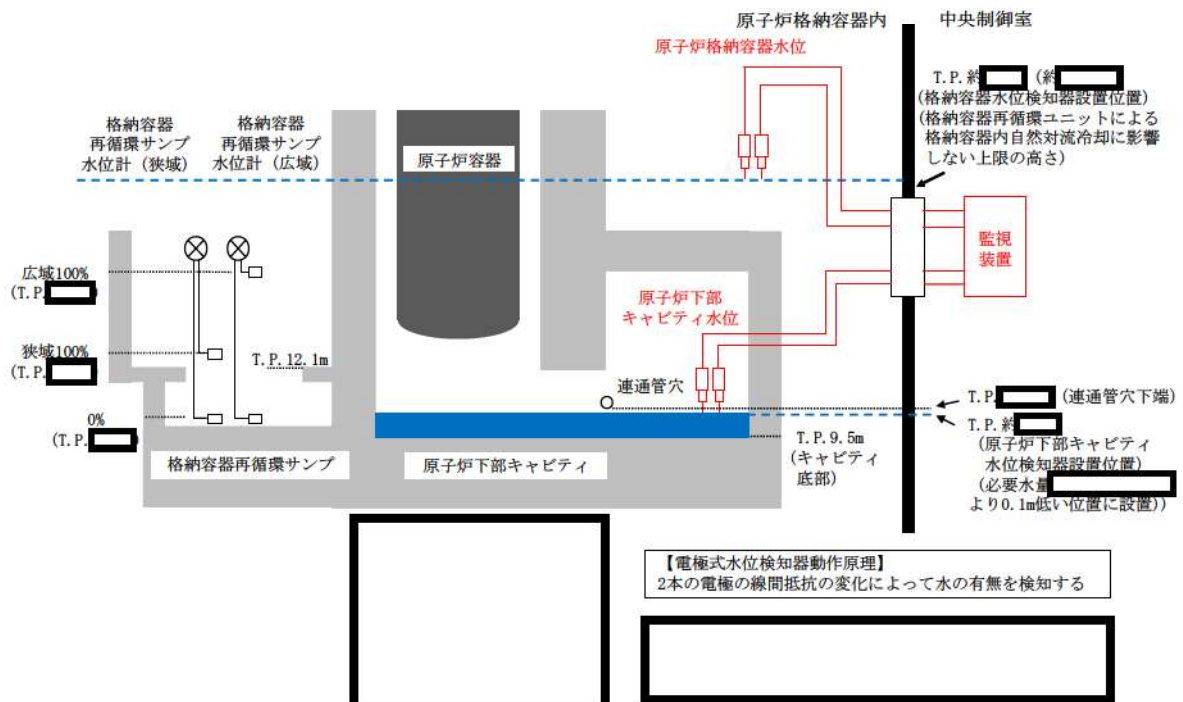 原子炉格納容器内
中央制御室
原子炉格納容器水位
T.P.約 (約
(格納容器水位検知器設置位置)
(格納容器再循環ユニットによる
格納容器内自然対流冷却に影響
しない上限の高さ)
格納容器
再循環サンプ
水位計（狭域）
格納容器
再循環サンプ
水位計（広域）
原子炉容器
監視
装置
広域100%
(T.P.
原子炉下部
キャビティ水位
狭域100%
(T.P.
T.P.12.1m
連通管穴
T.P. (連通管穴下端)
0%
(T.P. )
T.P.約
(原子炉下部キャビティ
水位検知器設置位置)
(必要水量
より0.1m低い位置に設置))
T.P.9.5m
(キャビティ
底部)
格納容器再循環サンプ
原子炉下部キャビティ
【電極式水位検知器動作原理】
2本の電極の線間抵抗の変化によって水の有無を検知する